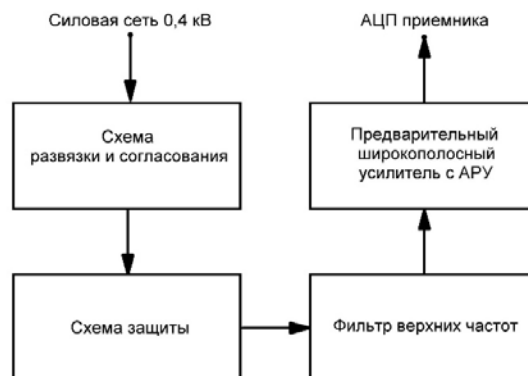 Силовая сеть 0,4 кВ
АЦП приемника
Схема
развязки и согласования
Предварительный
широкополосный
усилитель с АРУ
Схема защиты
Фильтр верхних частот